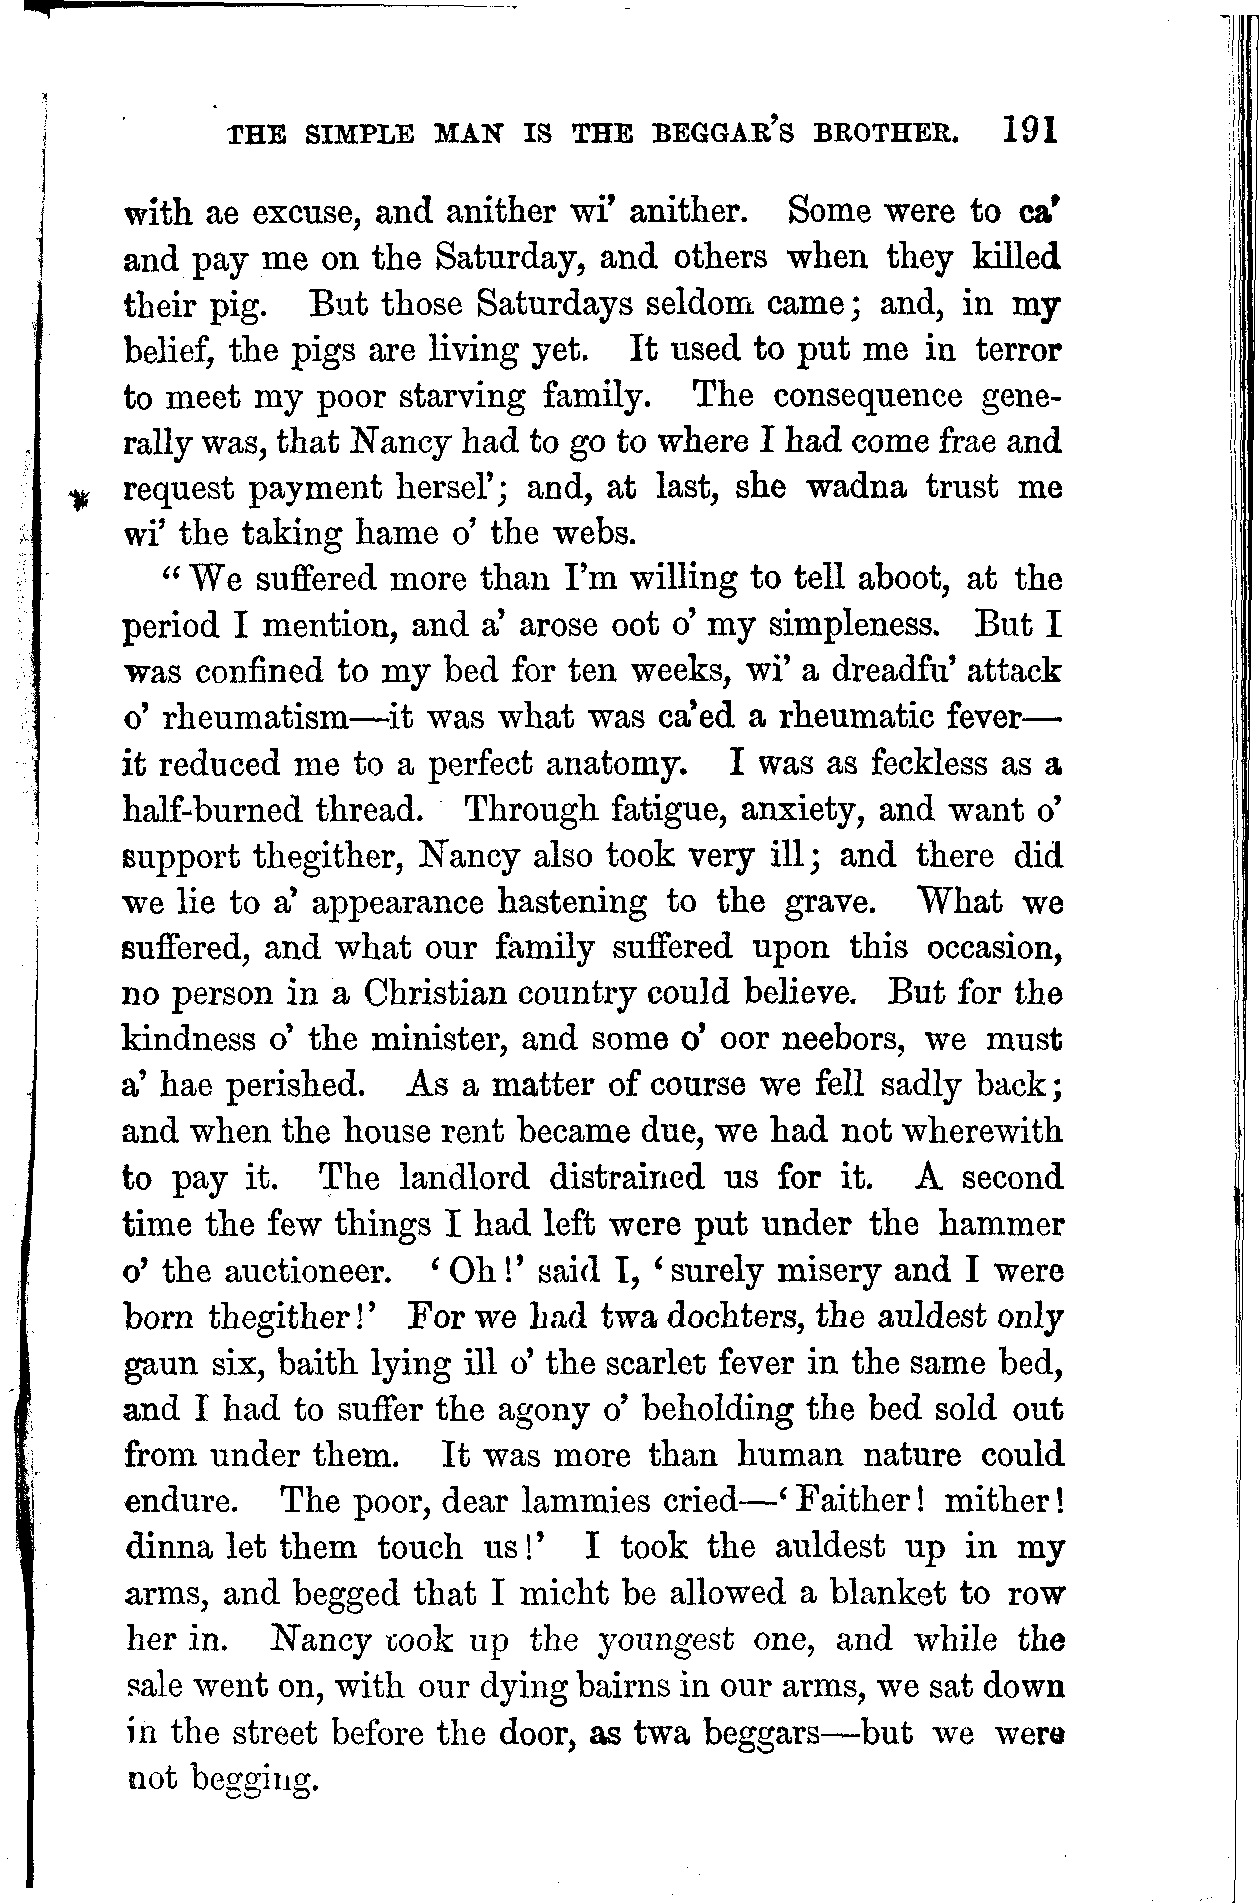 THE SIMPLE MAN IS THE BEGGAR'S BROTHER. 191
with ae excuse, and anither wi' anither. Some were to ca'
and pay me on the Saturday, and others when they killed
their pig. But those Saturdays seldom came; and, in my
belief, the pigs are living yet. It used to put me in terror
to meet my poor starving family. The consequence gene-
rally was, that Nancy had to go to where I had come frae and
request payment hersel'; and, at last, she wadna trust me
wi' the taking hame o' the webs.
"We suffered more than I'm willing to tell aboot, at the
period I mention, and a' arose oot o' my simpleness. But I
was confined to my bed for ten weeks, wi' a dreadfu' attack
o' rheumatism—it was what was ca'ed a rheumatic fever—
it reduced me to a perfect anatomy. I was as feckless as a
half-burned thread. Through fatigue, anxiety, and want o'
support thegither, Nancy also took very ill; and there did
we lie to a' appearance hastening to the grave. What we
suffered, and what our family suffered upon this occasion,
no person in a Christian country could believe. But for the
kindness o' the minister, and some o' oor neebors, we must
a' hae perished. As a matter of course we fell sadly back;
and when the house rent became due, we had not wherewith
to pay it. The landlord distrained us for it. A second
time the few things I had left were put under the hammer
o' the auctioneer. 'Oh!' said I, 'surely misery and I were
born thegither!' For we had twa dochters, the auldest only
gaun six, baith lying ill o' the scarlet fever in the same bed,
and I had to suffer the agony o' beholding the bed sold out
from under them. It was more than human nature could
endure. The poor, dear lammies cried—'Faither! mither!
dinna let them touch us!' I took the auldest up in my
arms, and begged that I micht be allowed a blanket to row
her in. Nancy took up the youngest one, and while the
sale went on, with our dying bairns in our arms, we sat down
in the street before the door, as twa beggars—but we were
not begging.